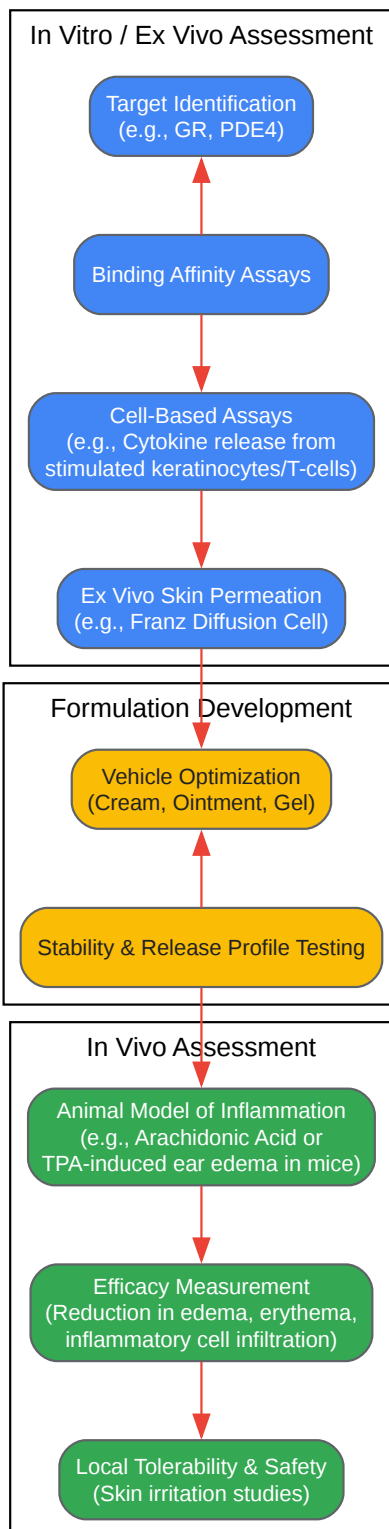 In Vitro / Ex Vivo Assessment
Target Identification
(e.g., GR, PDE4)
Binding Affinity Assays
Cell-Based Assays
(e.g., Cytokine release from
stimulated keratinocytes/T-cells)
Ex Vivo Skin Permeation
(e.g., Franz Diffusion Cell)
Formulation Development
Vehicle Optimization
(Cream, Ointment, Gel)
Stability & Release Profile Testing
In Vivo Assessment
Animal Model of Inflammation
(e.g., Arachidonic Acid or
TPA-induced ear edema in mice)
Efficacy Measurement
(Reduction in edema, erythema,
inflammatory cell infiltration)
Local Tolerability & Safety
(Skin irritation studies)